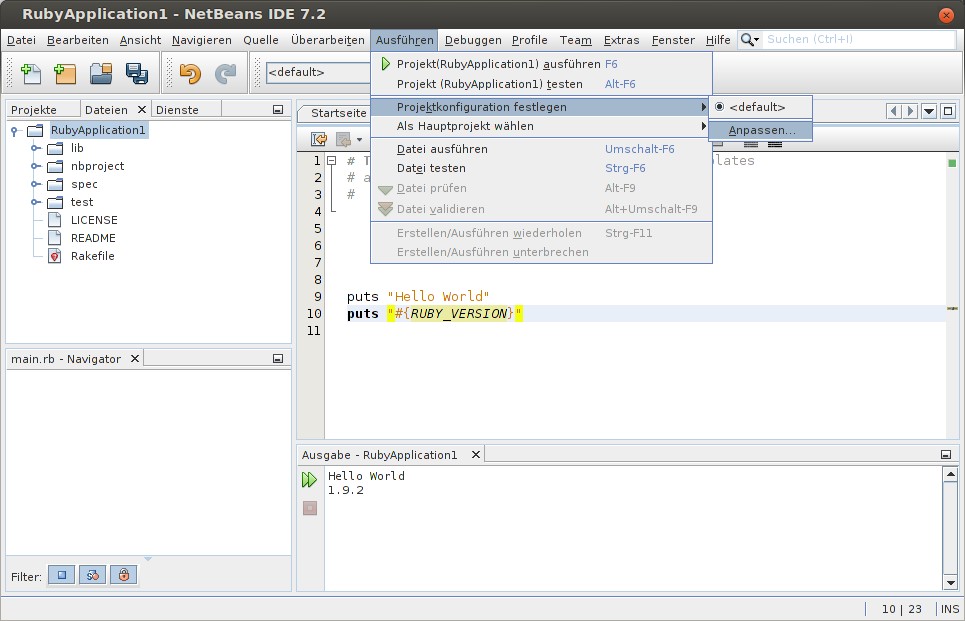 RubyApplication1 - NetBeans IDE 7.2
Datei Bearbeiten Ansicht Navigieren Quelle Überarbeiten Ausführen Debuggen Profile Team Extras Fenster Hilfe Suchen (Ctrl+I)
<default>
Projekt(RubyApplication1) ausführen F6
Projekt (RubyApplication1) testen Alt-F6
Projektkonfiguration festlegen
Als Hauptprojekt wählen
Datei ausführen Umschalt-F6
Datei testen Strg-F6
Datei prüfen Alt-F9
Datei validieren Alt+Umschalt-F9
Erstellen/Ausführen wiederholen Strg-F11
Erstellen/Ausführen unterbrechen
<default>
Anpassen...
Projekte Dateien Dienste
RubyApplication1
lib
nbproject
spec
test
LICENSE
README
Rakefile
main.rb - Navigator
Filter:
Startseite
1 # T
2 # a
3 #
4
5
6
7
8
9 puts "Hello World"
10 puts "#{RUBY_VERSION}"
11
Ausgabe - RubyApplication1
Hello World
1.9.2
10 | 23 INS